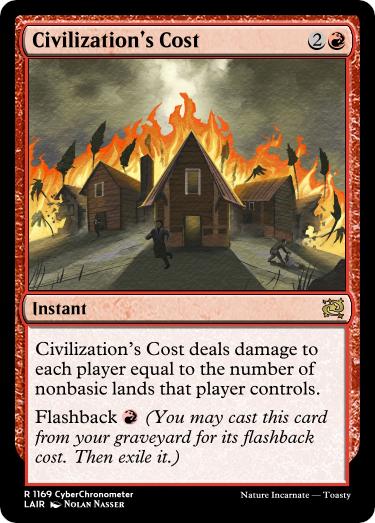 Civilization's Cost 2
Instant
Civilization's Cost deals damage to
each player equal to the number of
nonbasic lands that player controls.
Flashback (You may cast this card
from your graveyard for its flashback
cost. Then exile it.)
R 1169 CyberChronometer
Nature Incarnate — Toasty
LAIR Nolan Nasser